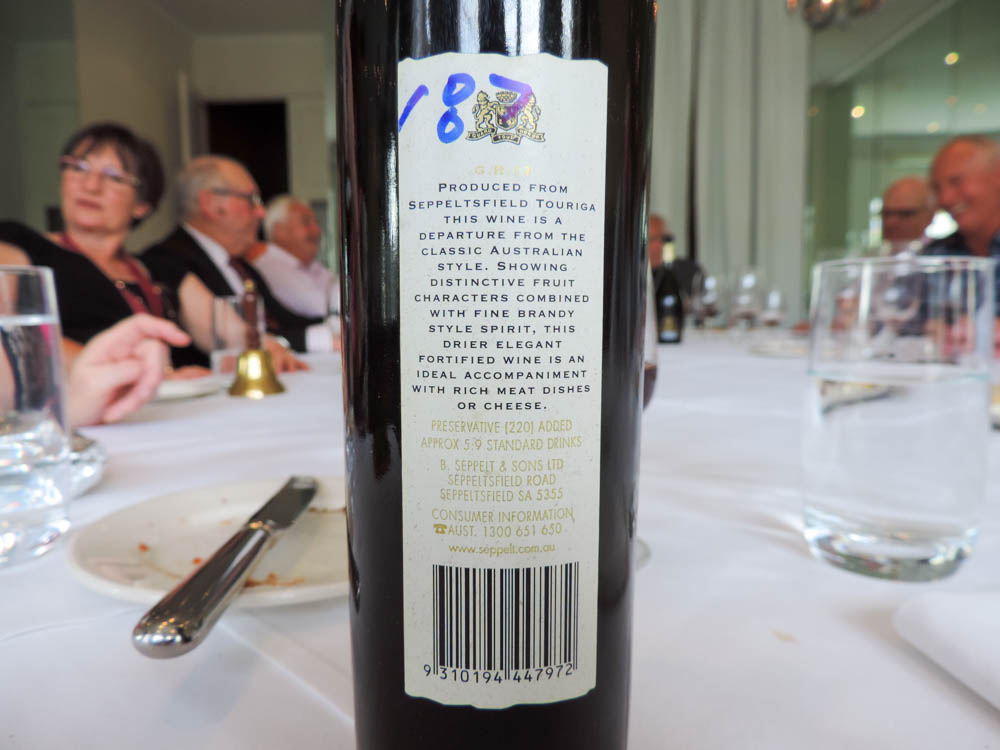 187
PRODUCED FROM
SEPPELTSFIELD TOURIGA
THIS WINE IS A
DEPARTURE FROM THE
CLASSIC AUSTRALIAN
STYLE. SHOWING
DISTINCTIVE FRUIT
CHARACTERS COMBINED
WITH FINE BRANDY
STYLE SPIRIT, THIS
DRIER ELEGANT
FORTIFIED WINE IS AN
IDEAL ACCOMPANIMENT
WITH RICH MEAT DISHES
OR CHEESE.
PRESERVATIVE (220) ADDED
APPROX 5.9 STANDARD DRINKS
B. SEPPELT & SONS LTD
SEPPELTSFIELD ROAD
SEPPELTSFIELD SA 5355
CONSUMER INFORMATION
☎AUST. 1300 651 650
www.seppelt.com.au
9 310194 447972